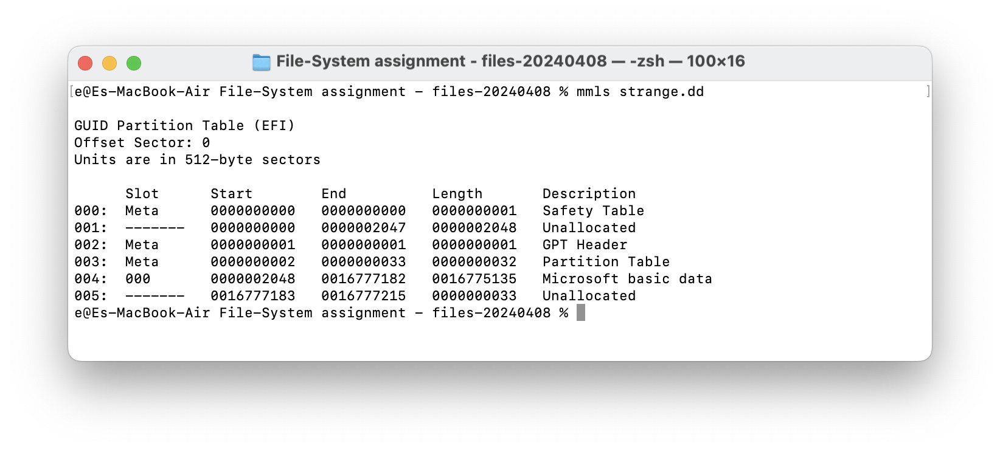 File-System assignment - files-20240408 — -zsh — 100×16
[e@Es-MacBook-Air File-System assignment - files-20240408 % mmls strange.dd ]
GUID Partition Table (EFI)
Offset Sector: 0
Units are in 512-byte sectors
      Slot      Start        End          Length       Description
000:  Meta      0000000000   0000000000   0000000001   Safety Table
001:  -------   0000000000   0000002047   0000002048   Unallocated
002:  Meta      0000000001   0000000001   0000000001   GPT Header
003:  Meta      0000000002   0000000033   0000000032   Partition Table
004:  000       0000002048   0016777182   0016775135   Microsoft basic data
005:  -------   0016777183   0016777215   0000000033   Unallocated
e@Es-MacBook-Air File-System assignment - files-20240408 %